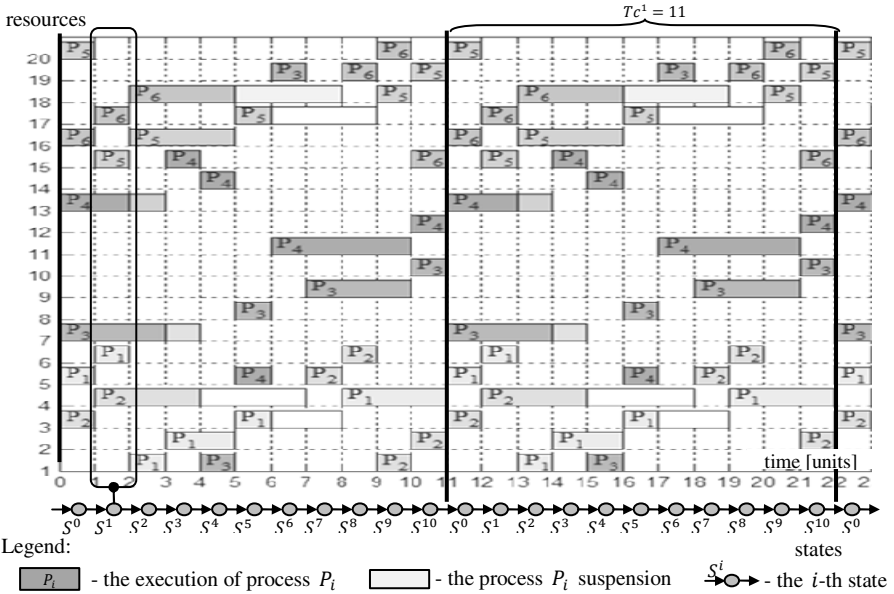 Tc¹ = 11
resources
P₅ P₆ P₅ P₆ P₅
20
P₃ P₆ P₅ P₃ P₆ P₅
19
P₆ P₅ P₆ P₅
18
P₆ P₅ P₆ P₅
17
P₆ P₅ P₆ P₅ P₆
16
P₅ P₄ P₆ P₅ P₄ P₆
15
P₄ P₄
14
P₄ P₄ P₄
13
P₄ P₄
12
P₄ P₄
11
P₃ P₃
10
P₃ P₃
9
P₃ P₃
8
P₃ P₃ P₃
7
P₁ P₂ P₁ P₂
6
P₁ P₄ P₂ P₁ P₄ P₂ P₁
5
P₂ P₁ P₂ P₁
4
P₂ P₁ P₂ P₁ P₂
3
P₁ P₂ P₁ P₂
2
P₁ P₃ P₂ P₁ P₃ P₂ time [units]
1
0 1 2 3 4 5 6 7 8 9 10 11 12 13 14 15 16 17 18 19 20 21 22 2
S⁰ S¹ S² S³ S⁴ S⁵ S⁶ S⁷ S⁸ S⁹ S¹⁰ S⁰ S¹ S² S³ S⁴ S⁵ S⁶ S⁷ S⁸ S⁹ S¹⁰ S⁰
Legend: states
Pᵢ - the execution of process Pᵢ - the process Pᵢ suspension Sⁱ - the i-th state